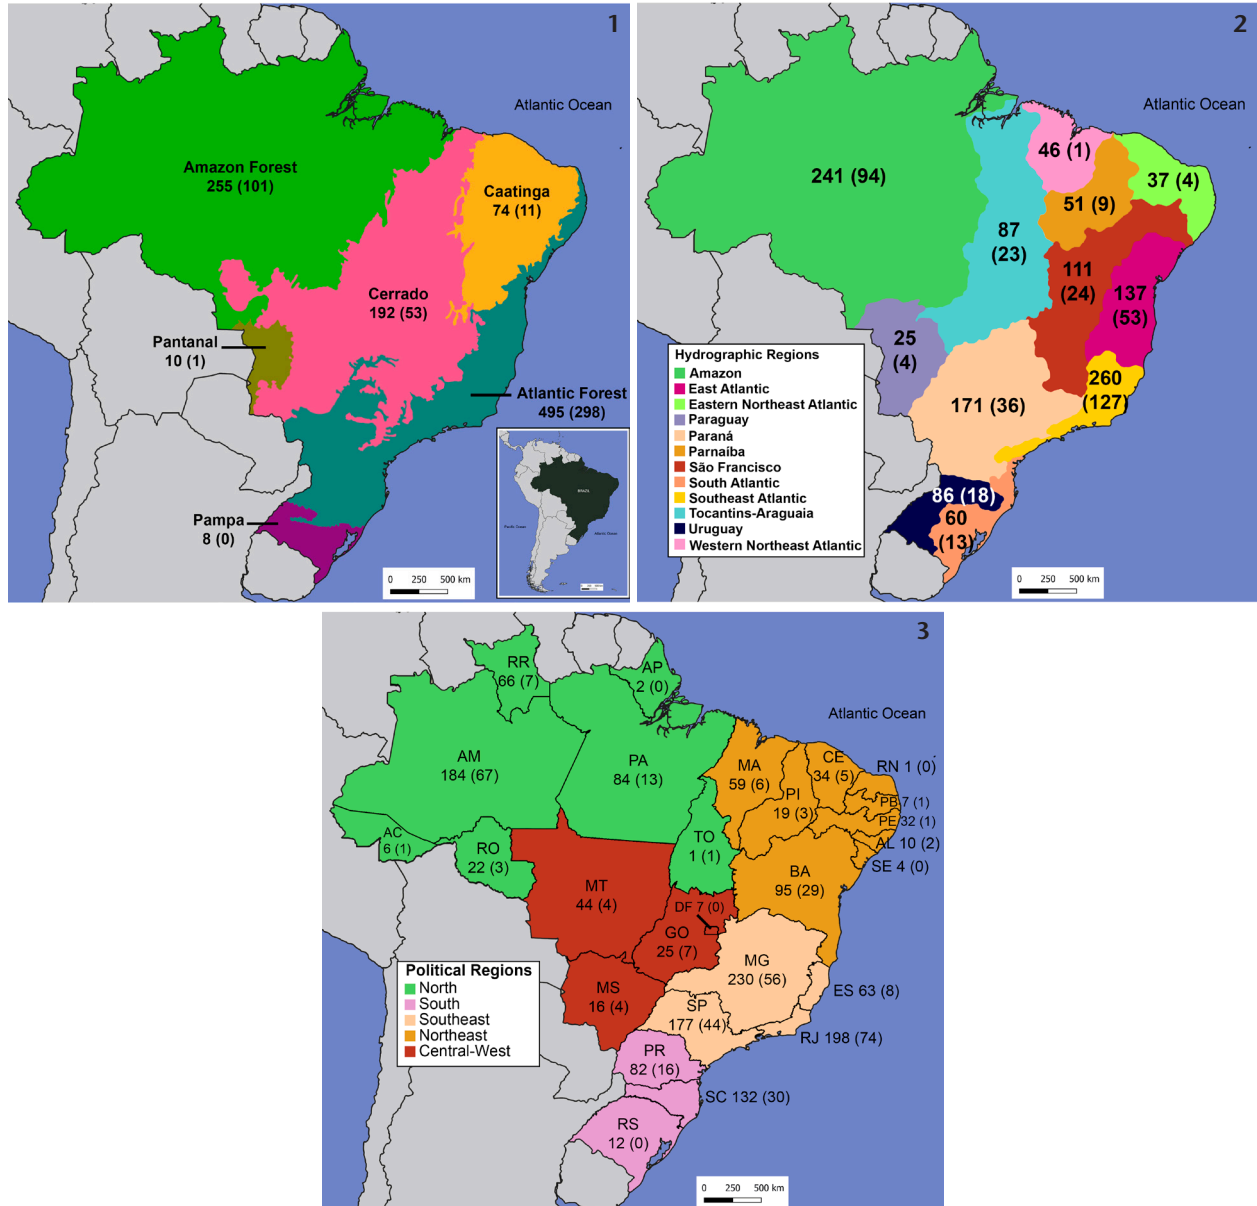 1
Atlantic Ocean
Amazon Forest
255 (101)
Caatinga
74 (11)
Cerrado
192 (53)
Pantanal
10 (1)
Atlantic Forest
495 (298)
Pampa
8 (0)
BRAZIL
Pacific Ocean
Atlantic Ocean
0 250 500 km
2
Atlantic Ocean
46 (1)
241 (94)
37 (4)
51 (9)
87
(23)
111
(24)
137
(53)
25
(4)
260
(127)
171 (36)
86 (18)
60
(13)
Hydrographic Regions
Amazon
East Atlantic
Eastern Northeast Atlantic
Paraguay
Paraná
Parnaíba
São Francisco
South Atlantic
Southeast Atlantic
Tocantins-Araguaia
Uruguay
Western Northeast Atlantic
0 250 500 km
3
RR
66 (7)
AP
2 (0)
Atlantic Ocean
AM
184 (67)
PA
84 (13)
MA
59 (6)
CE
34 (5)
RN 1 (0)
PI
19 (3)
PB 7 (1)
PE 32 (1)
AL 10 (2)
SE 4 (0)
AC
6 (1)
RO
22 (3)
TO
1 (1)
BA
95 (29)
MT
44 (4)
DF 7 (0)
GO
25 (7)
MG
230 (56)
MS
16 (4)
ES 63 (8)
SP
177 (44)
RJ 198 (74)
PR
82 (16)
SC 132 (30)
RS
12 (0)
Political Regions
North
South
Southeast
Northeast
Central-West
0 250 500 km